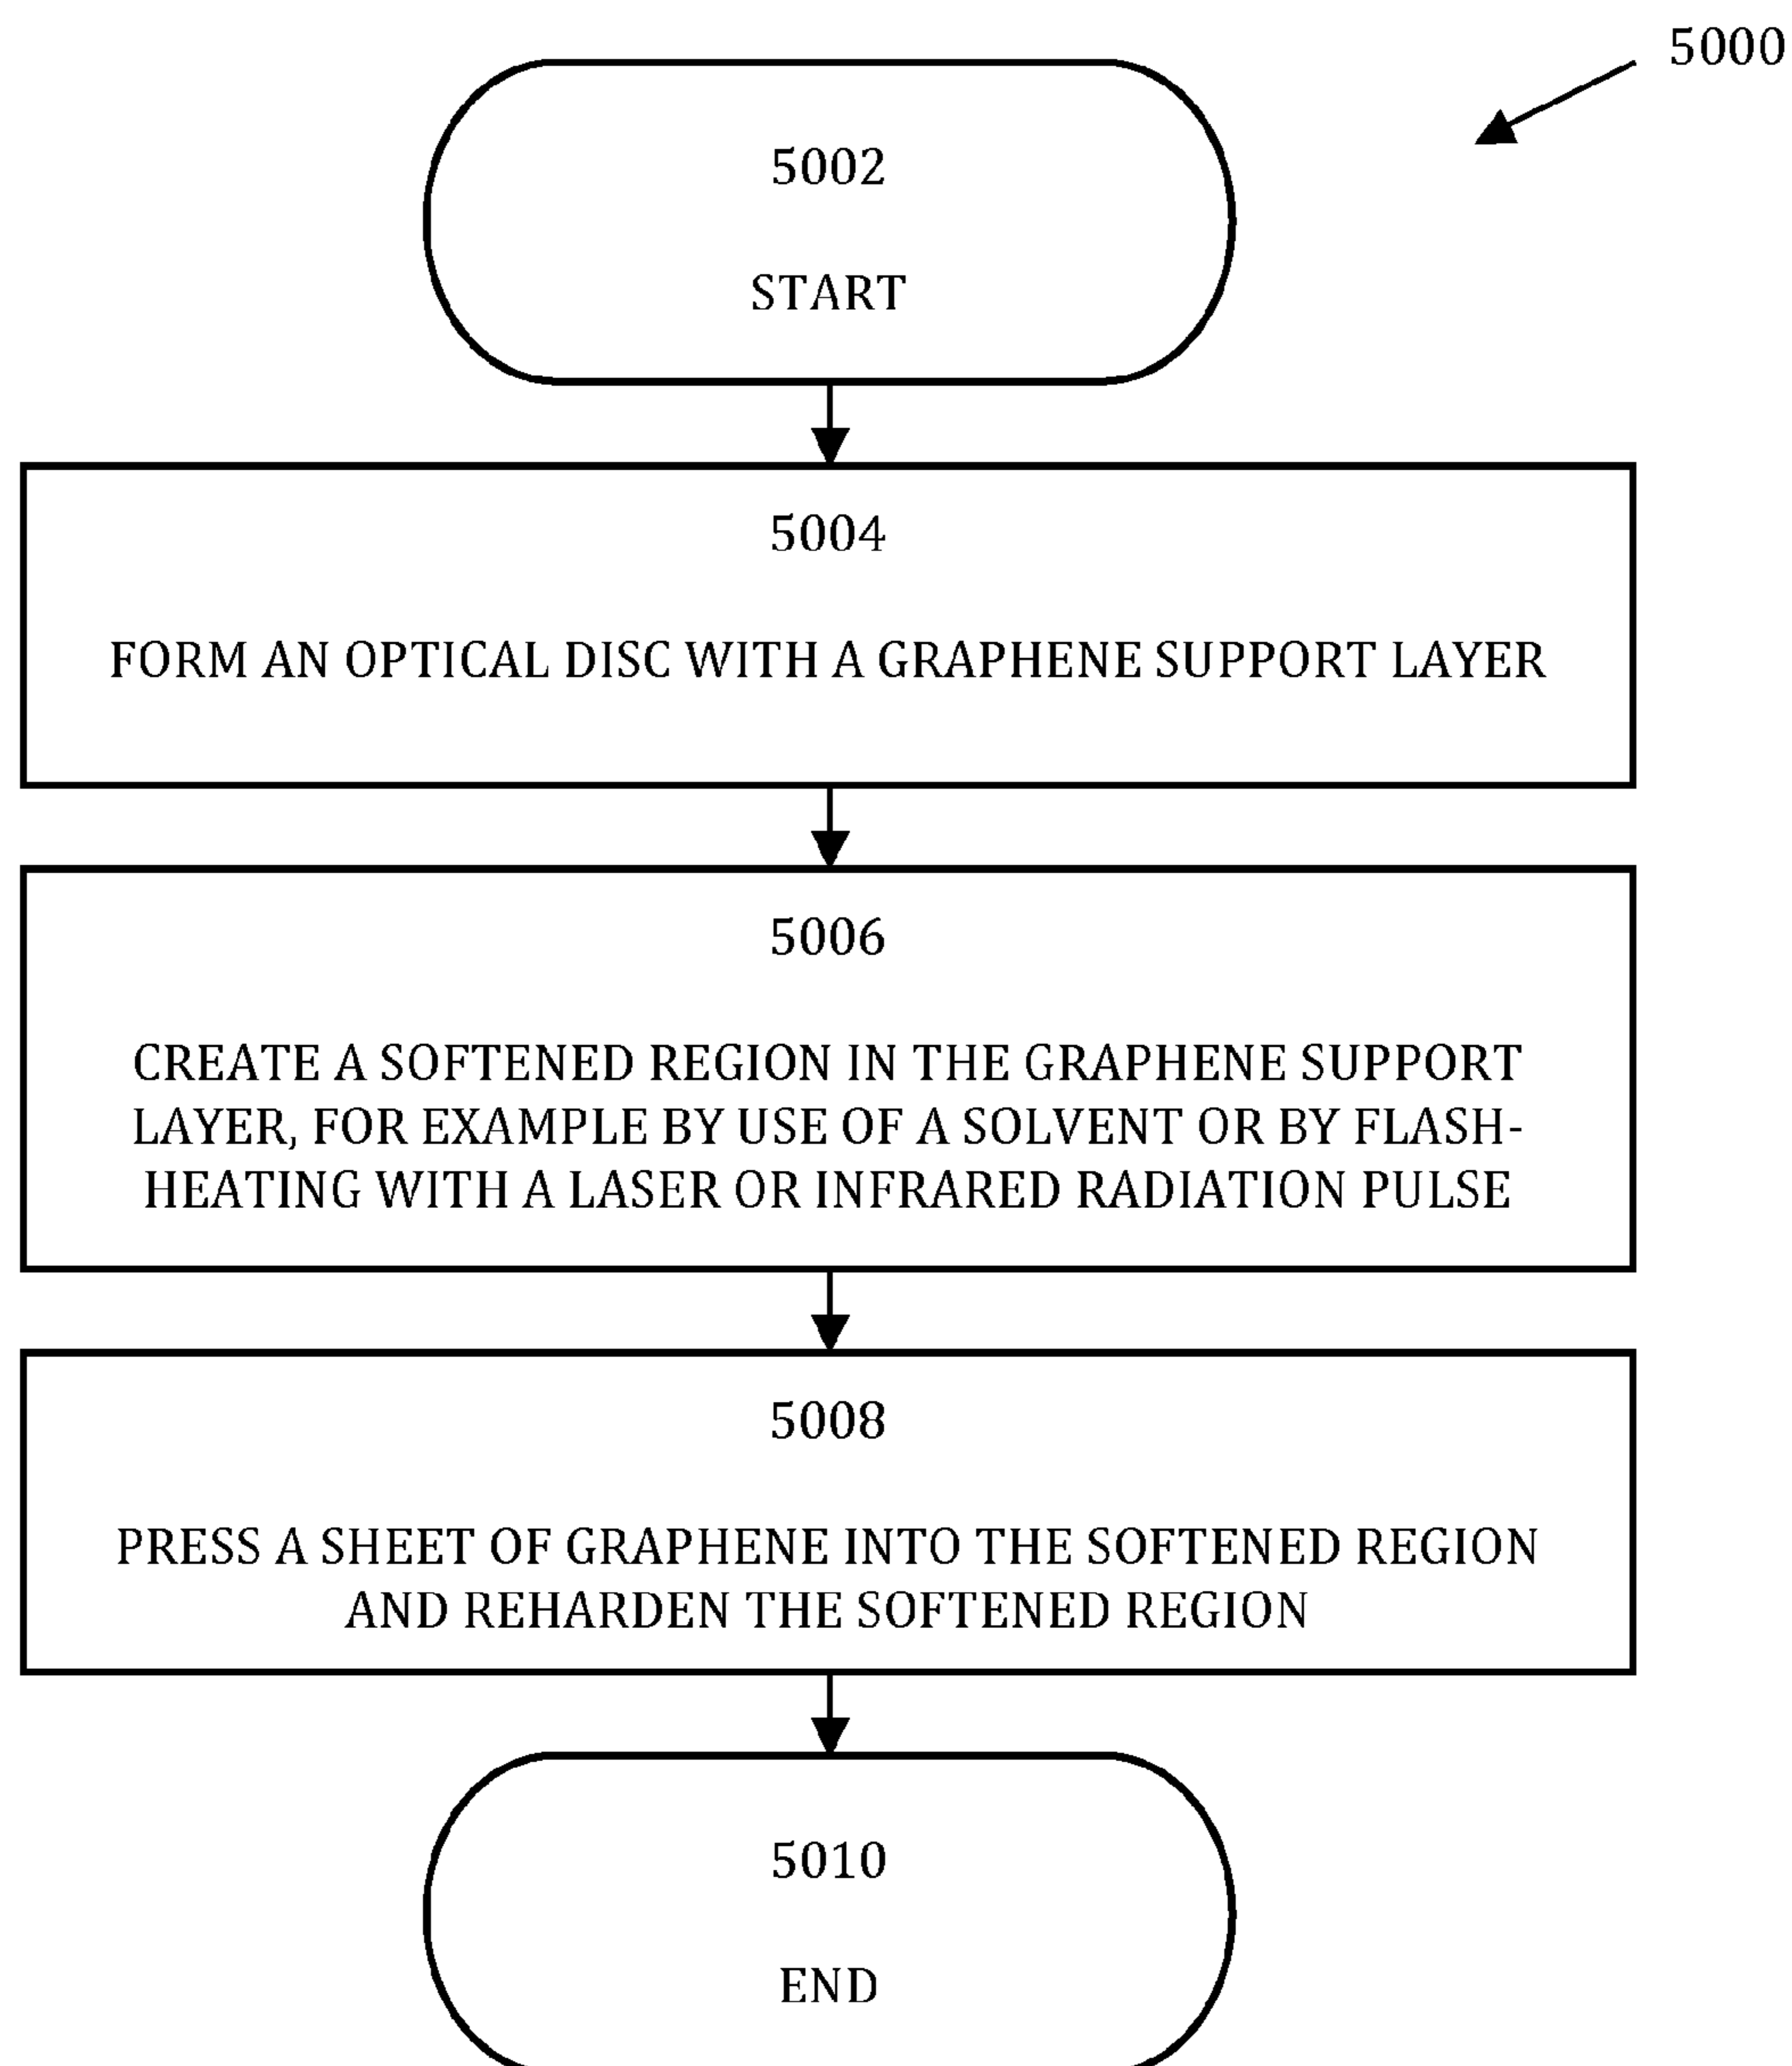 5000
5002
START
5004
FORM AN OPTICAL DISC WITH A GRAPHENE SUPPORT LAYER
5006
CREATE A SOFTENED REGION IN THE GRAPHENE SUPPORT
LAYER, FOR EXAMPLE BY USE OF A SOLVENT OR BY FLASH-
HEATING WITH A LASER OR INFRARED RADIATION PULSE
5008
PRESS A SHEET OF GRAPHENE INTO THE SOFTENED REGION
AND REHARDEN THE SOFTENED REGION
5010
END